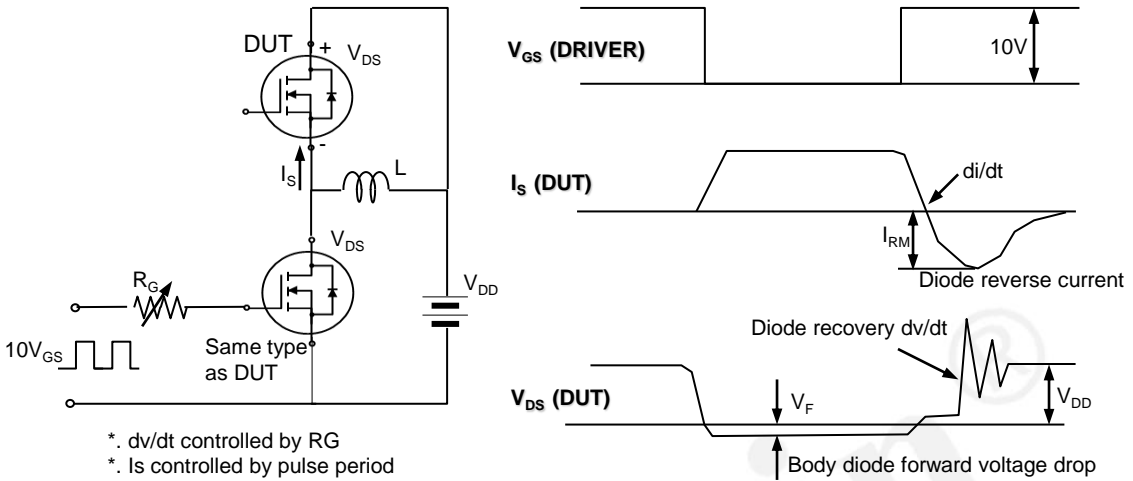 DUT
+
V_DS
-
I_S
L
V_DS
R_G
V_DD
10V_GS
Same type
as DUT
*. dv/dt controlled by RG
*. Is controlled by pulse period
V_GS (DRIVER)
10V
I_S (DUT)
di/dt
I_RM
Diode reverse current
Diode recovery dv/dt
V_DS (DUT)
V_F
V_DD
Body diode forward voltage drop